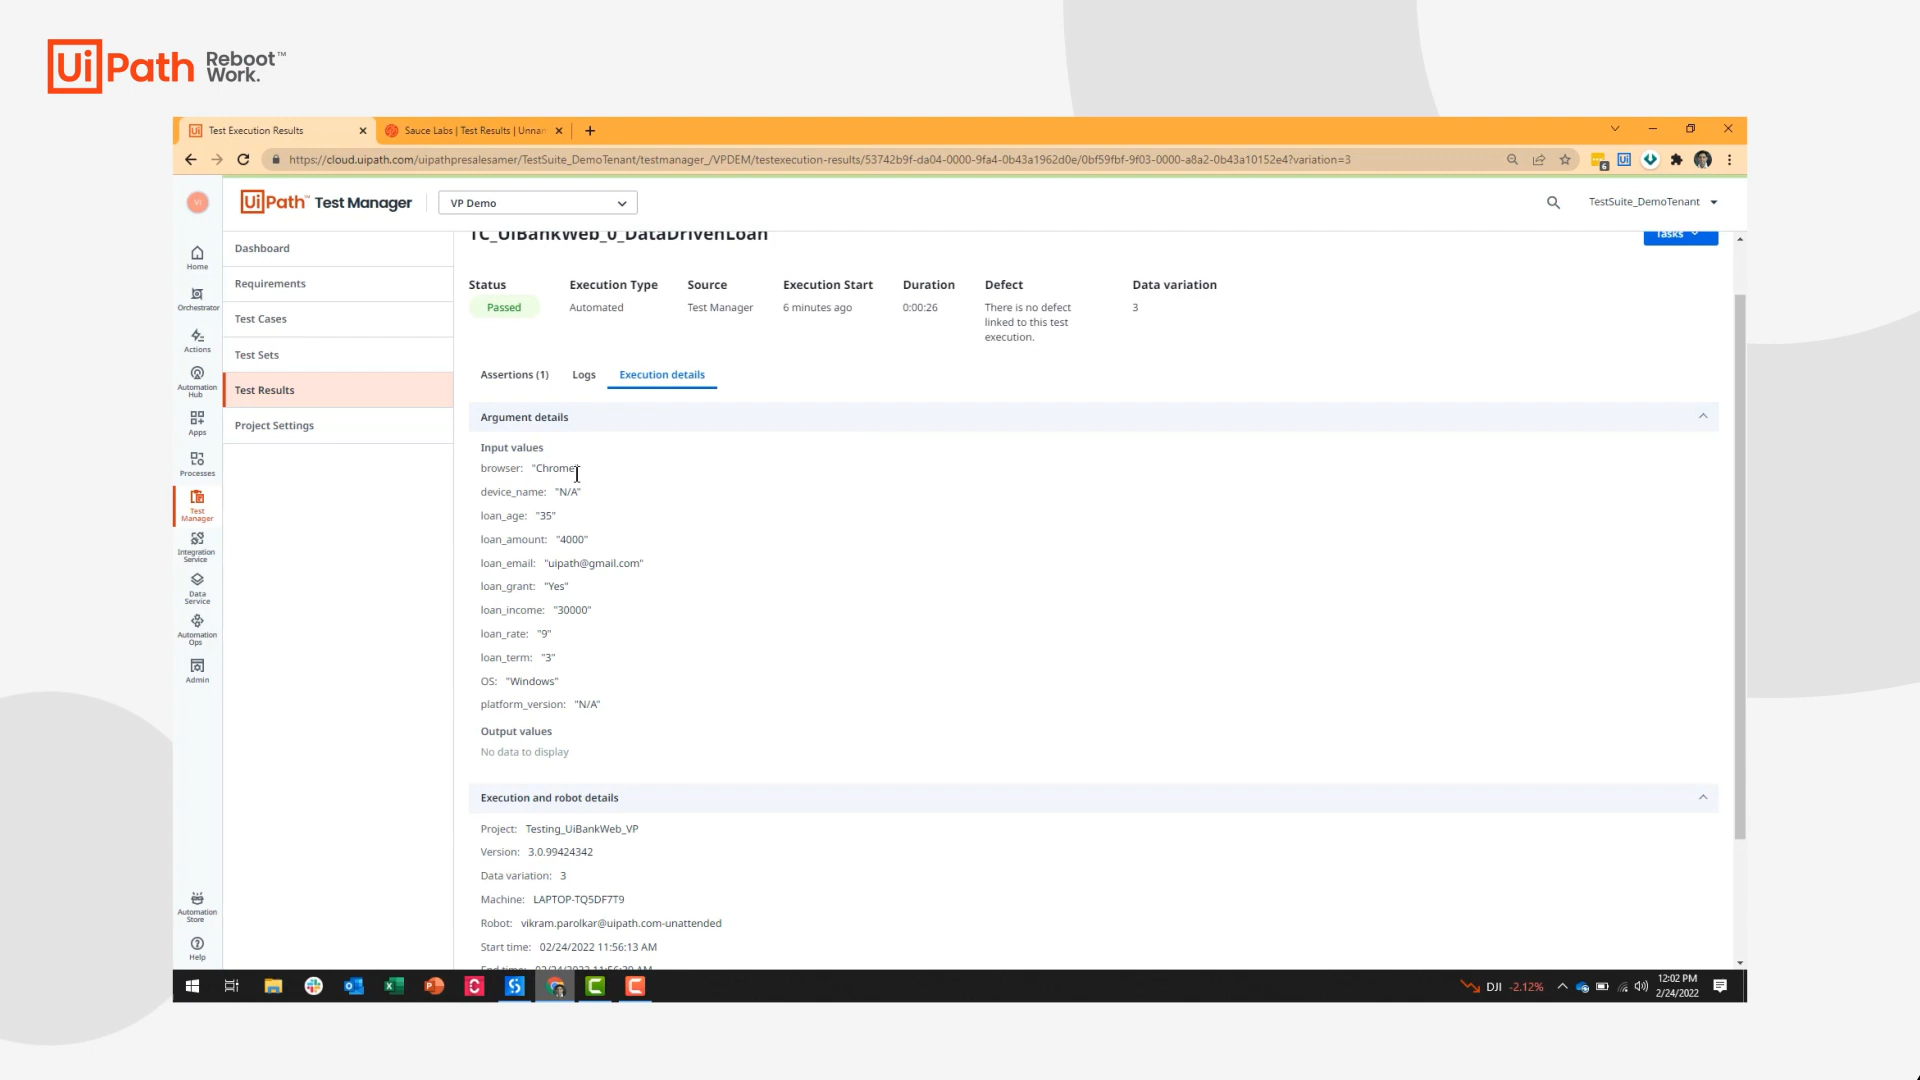 UiPath Reboot Work.™
Test Execution Results
Sauce Labs | Test Results | Unnar
https://cloud.uipath.com/uipathpresalesamer/TestSuite_DemoTenant/testmanager_/VPDEM/testexecution-results/53742b9f-da04-0000-9fa4-0b43a1962d0e/0bf59fbf-9f03-0000-a8a2-0b43a10152e4?variation=3
6
Ui
VI
UiPath™ Test Manager
VP Demo
TestSuite_DemoTenant
Home
Orchestrator
Actions
Automation Hub
Apps
Processes
Test Manager
Integration Service
Data Service
Automation Ops
Admin
Automation Store
Help
Dashboard
Requirements
Test Cases
Test Sets
Test Results
Project Settings
TC_UiBankWeb_0_DataDrivenLoan
Tasks
Status
Passed
Execution Type
Automated
Source
Test Manager
Execution Start
6 minutes ago
Duration
0:00:26
Defect
There is no defect
linked to this test
execution.
Data variation
3
Assertions (1)
Logs
Execution details
Argument details
Input values
browser: "Chrome"
device_name: "N/A"
loan_age: "35"
loan_amount: "4000"
loan_email: "uipath@gmail.com"
loan_grant: "Yes"
loan_income: "30000"
loan_rate: "9"
loan_term: "3"
OS: "Windows"
platform_version: "N/A"
Output values
No data to display
Execution and robot details
Project: Testing_UiBankWeb_VP
Version: 3.0.99424342
Data variation: 3
Machine: LAPTOP-TQ5DF7T9
Robot: vikram.parolkar@uipath.com-unattended
Start time: 02/24/2022 11:56:13 AM
DJI -2.12%
12:02 PM
2/24/2022